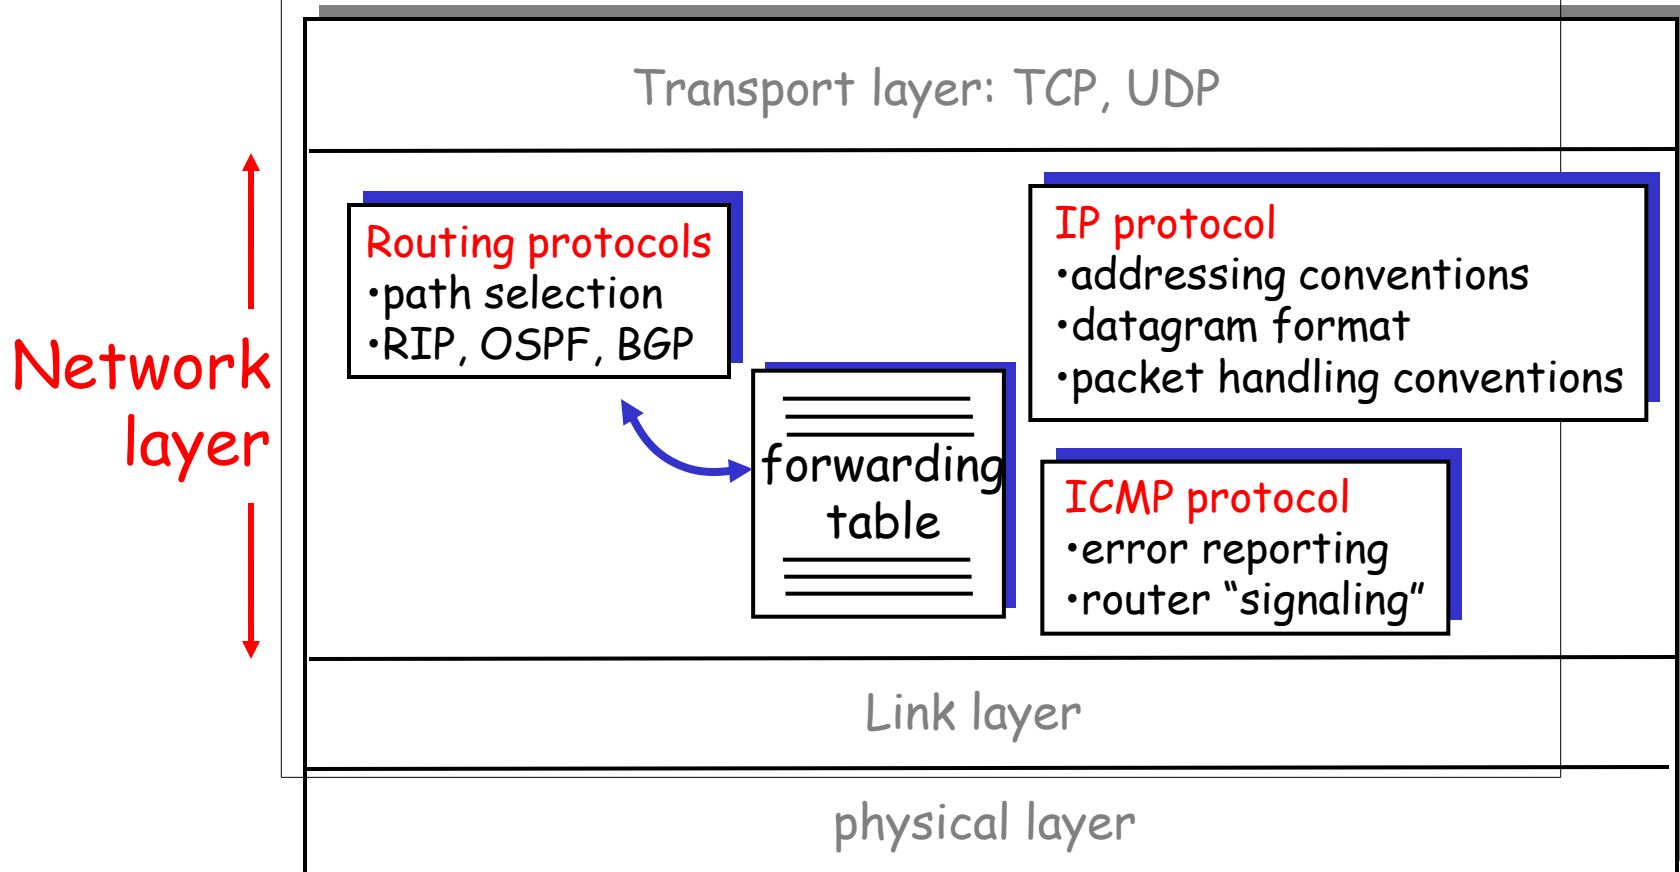 Transport layer: TCP, UDP
Network
layer
Routing protocols
•path selection
•RIP, OSPF, BGP
forwarding
table
IP protocol
•addressing conventions
•datagram format
•packet handling conventions
ICMP protocol
•error reporting
•router “signaling”
Link layer
physical layer